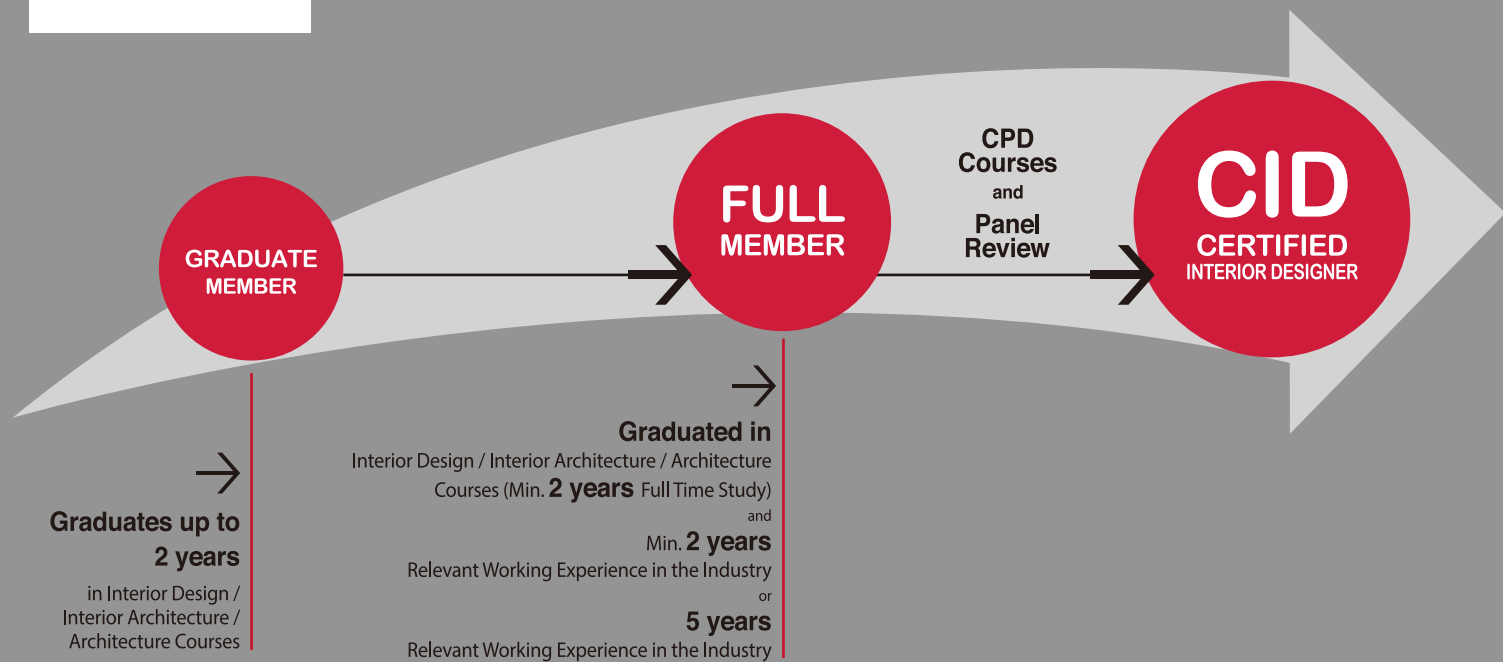 GRADUATE
MEMBER
Graduates up to
2 years
in Interior Design /
Interior Architecture /
Architecture Courses
FULL
MEMBER
Graduated in
Interior Design / Interior Architecture / Architecture
Courses (Min. 2 years Full Time Study)
and
Min. 2 years
Relevant Working Experience in the Industry
or
5 years
Relevant Working Experience in the Industry
CPD
Courses
and
Panel
Review
CID
CERTIFIED
INTERIOR DESIGNER